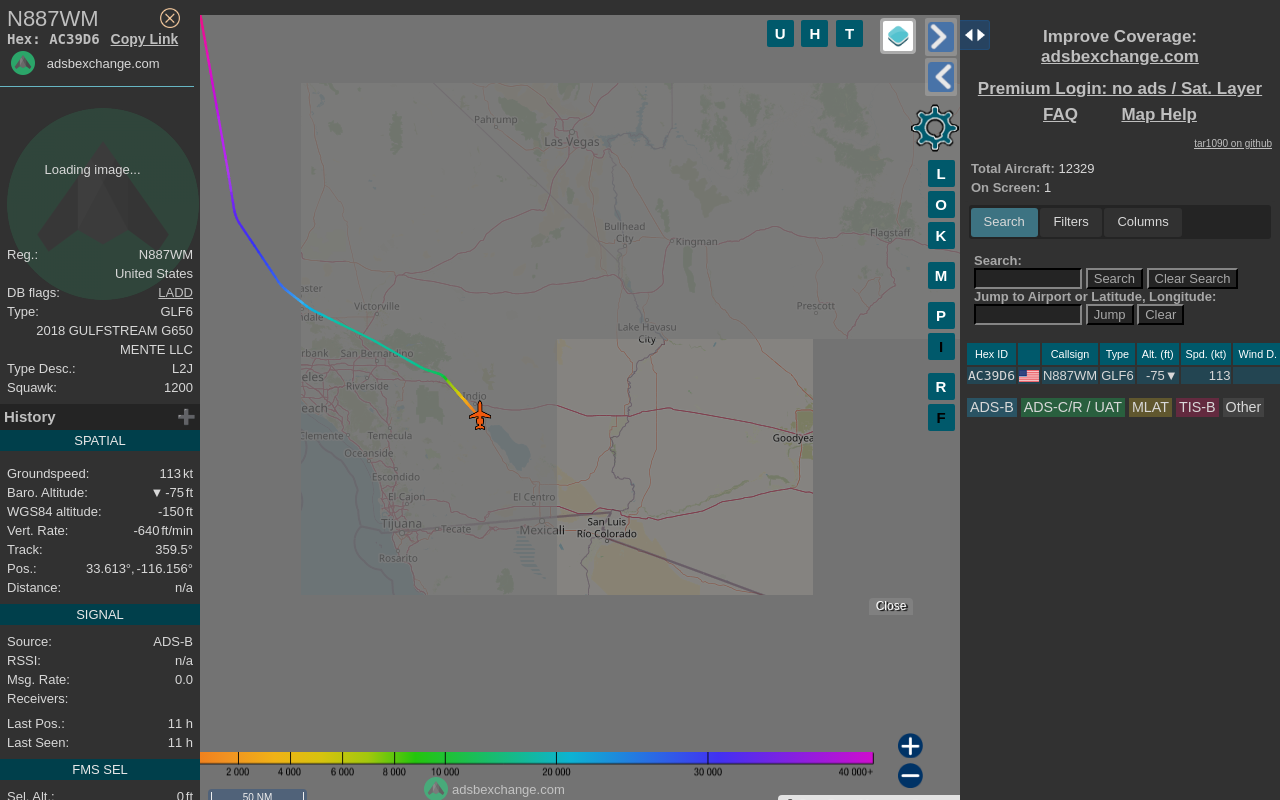 N887WM
Hex: AC39D6 Copy Link
adsbexchange.com
Loading image...
Reg.: N887WM
United States
DB flags: LADD
Type: GLF6
2018 GULFSTREAM G650
MENTE LLC
Type Desc.: L2J
Squawk: 1200
History
SPATIAL
Groundspeed: 113 kt
Baro. Altitude: ▼ -75 ft
WGS84 altitude: -150 ft
Vert. Rate: -640 ft/min
Track: 359.5°
Pos.: 33.613°, -116.156°
Distance: n/a
SIGNAL
Source: ADS-B
RSSI: n/a
Msg. Rate: 0.0
Receivers:
Last Pos.: 11 h
Last Seen: 11 h
FMS SEL
Sel. Alt.: 0 ft
U H T
L
O
K
M
P
I
R
F
Pahrump
Las Vegas
Bullhead
City
Kingman
Flagstaff
aster
Victorville
ndale
Prescott
Lake Havasu
City
rbank
San Bernardino
eles
Riverside
Indio
each
Clemente
Temecula
Goodyea
Oceanside
Escondido
El Cajon
El Centro
Tijuana
Tecate
Mexicali
San Luis
Río Colorado
Rosarito
Close
2 000 4 000 6 000 8 000 10 000 20 000 30 000 40 000+
adsbexchange.com
50 NM
Improve Coverage:
adsbexchange.com
Premium Login: no ads / Sat. Layer
FAQ Map Help
tar1090 on github
Total Aircraft: 12329
On Screen: 1
Search Filters Columns
Search:
Search Clear Search
Jump to Airport or Latitude, Longitude:
Jump Clear
Hex ID Callsign Type Alt. (ft) Spd. (kt) Wind D.
AC39D6 N887WM GLF6 -75▼ 113
ADS-B ADS-C/R / UAT MLAT TIS-B Other